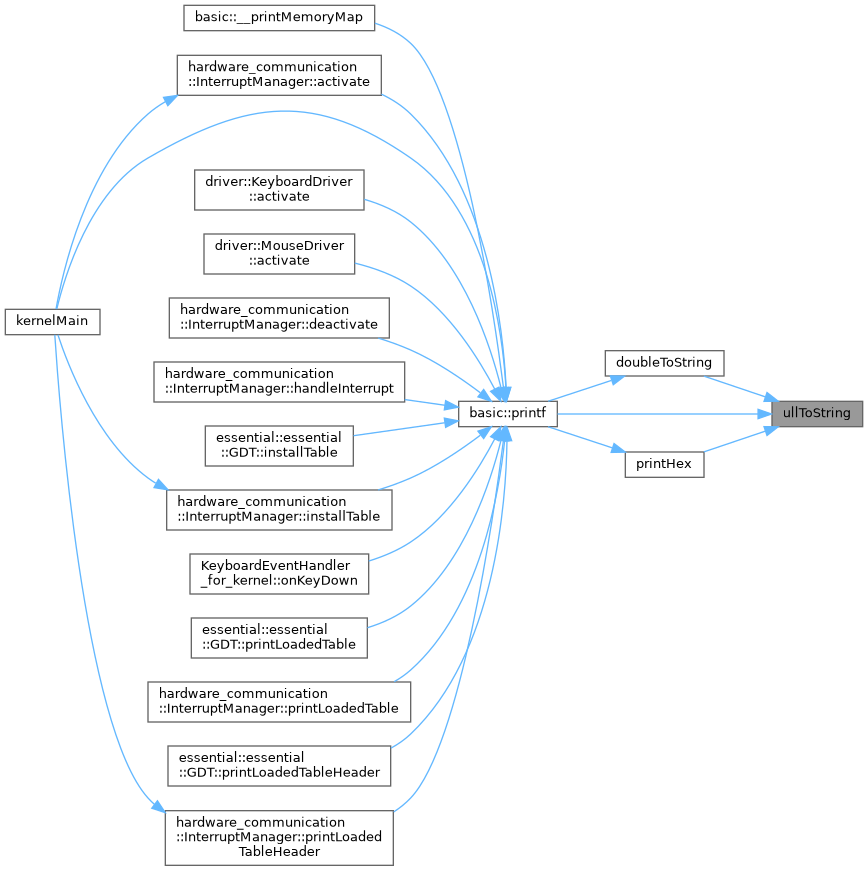 basic::__printMemoryMap
hardware_communication
::InterruptManager::activate
driver::KeyboardDriver
::activate
driver::MouseDriver
::activate
kernelMain
hardware_communication
::InterruptManager::deactivate
hardware_communication
::InterruptManager::handleInterrupt
essential::essential
::GDT::installTable
hardware_communication
::InterruptManager::installTable
KeyboardEventHandler
_for_kernel::onKeyDown
essential::essential
::GDT::printLoadedTable
hardware_communication
::InterruptManager::printLoadedTable
essential::essential
::GDT::printLoadedTableHeader
hardware_communication
::InterruptManager::printLoaded
TableHeader
basic::printf
doubleToString
printHex
ullToString